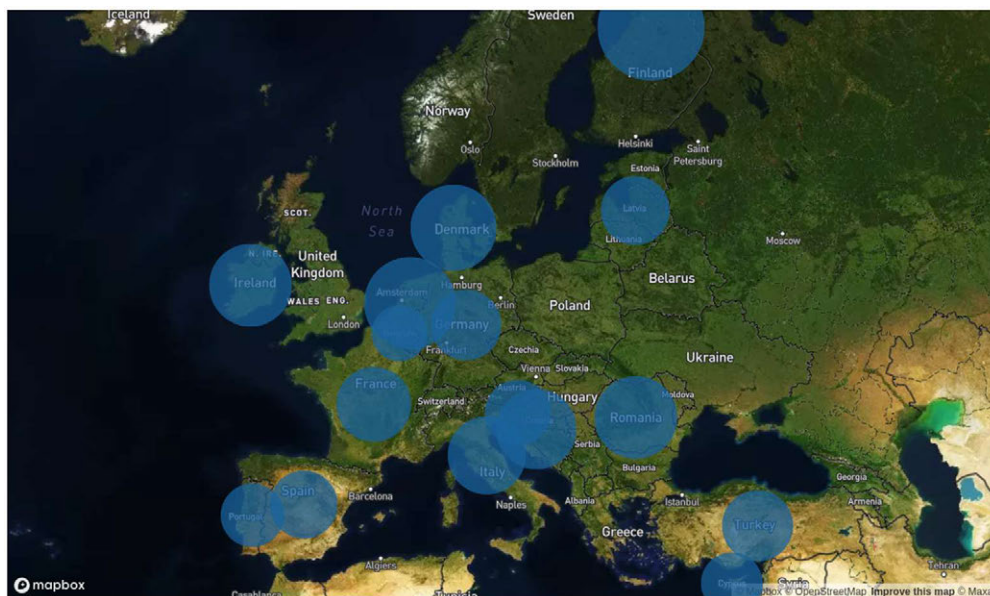 Iceland
Sweden
Finland
Norway
Oslo
Helsinki
Saint
Petersburg
Stockholm
Estonia
SCOT.
North
Sea
Latvia
Denmark
Lithuania
Moscow
N. IRE.
United
Kingdom
Ireland
Belarus
Hamburg
Amsterdam
WALES ENG.
Berlin
Poland
London
Germany
Frankfurt
Czechia
Ukraine
Vienna
Slovakia
France
Austria
Switzerland
Hungary
Moldova
Romania
Serbia
Italy
Bulgaria
Georgia
Spain
Barcelona
Naples
Albania
Istanbul
Armenia
Portugal
Turkey
Greece
Algiers
Tehran
Cyprus
Syria
mapbox
Casablanca
Tunisia
© OpenStreetMap Improve this map © Maxa